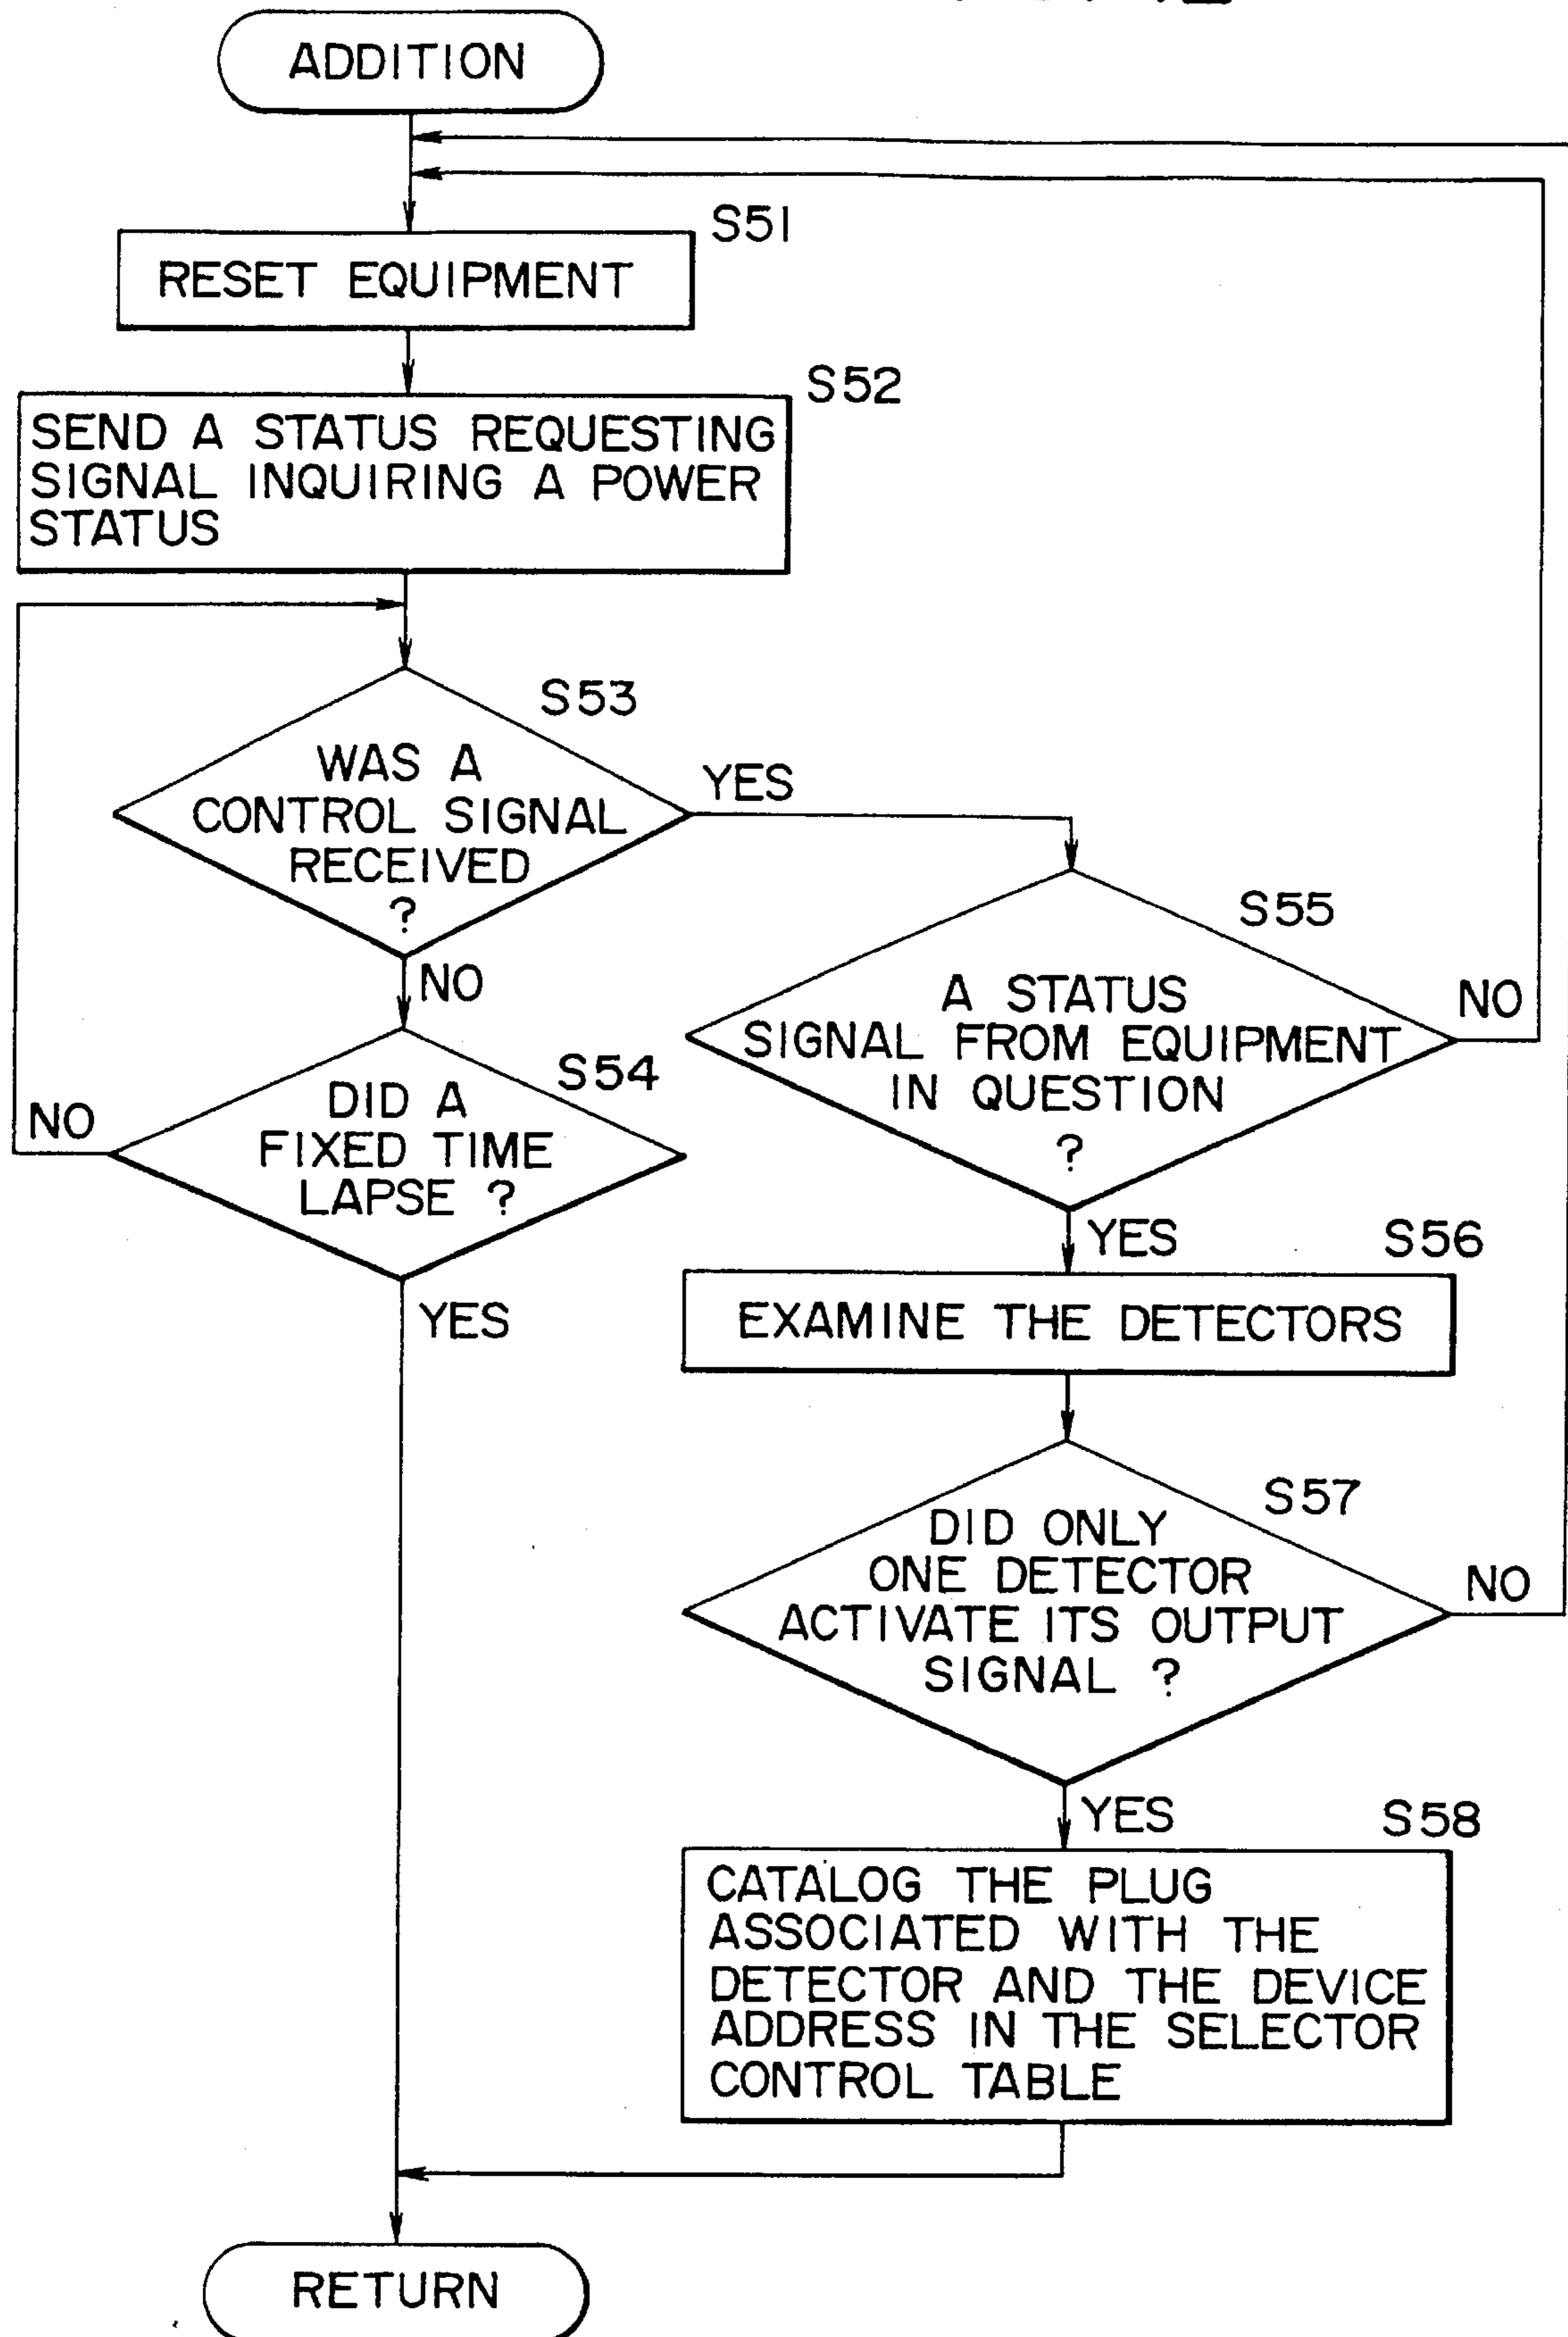 ADDITION
S51
RESET EQUIPMENT
S52
SEND A STATUS REQUESTING
SIGNAL INQUIRING A POWER
STATUS
S53
WAS A
CONTROL SIGNAL
RECEIVED
?
YES
NO
S54
DID A
FIXED TIME
LAPSE ?
NO
YES
S55
A STATUS
SIGNAL FROM EQUIPMENT
IN QUESTION
?
NO
YES
S56
EXAMINE THE DETECTORS
S57
DID ONLY
ONE DETECTOR
ACTIVATE ITS OUTPUT
SIGNAL ?
NO
YES
S58
CATALOG THE PLUG
ASSOCIATED WITH THE
DETECTOR AND THE DEVICE
ADDRESS IN THE SELECTOR
CONTROL TABLE
RETURN